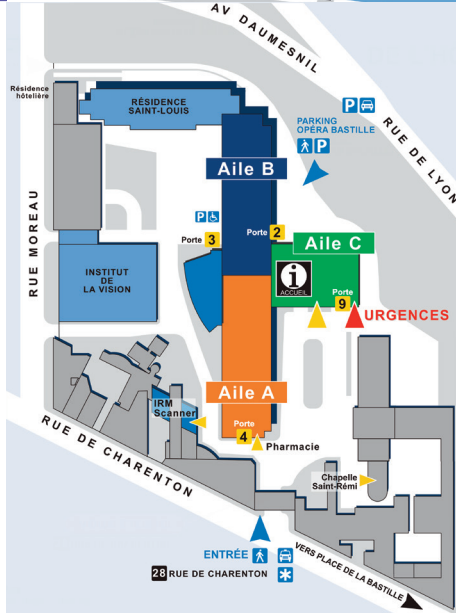 AV DAUMESNIL
RUE DE LYON
Résidence
hôtelière
RÉSIDENCE
SAINT-LOUIS
P
PARKING
OPÉRA BASTILLE
P
Aile B
RUE MOREAU
P
Porte
3
Porte
2
Aile C
INSTITUT
DE
LA VISION
i
ACCUEIL
Porte
9
URGENCES
Aile A
IRM
Scanner
Porte
4
Pharmacie
RUE DE CHARENTON
Chapelle
Saint-Rémi
ENTRÉE
28 RUE DE CHARENTON
VERS PLACE DE LA BASTILLE